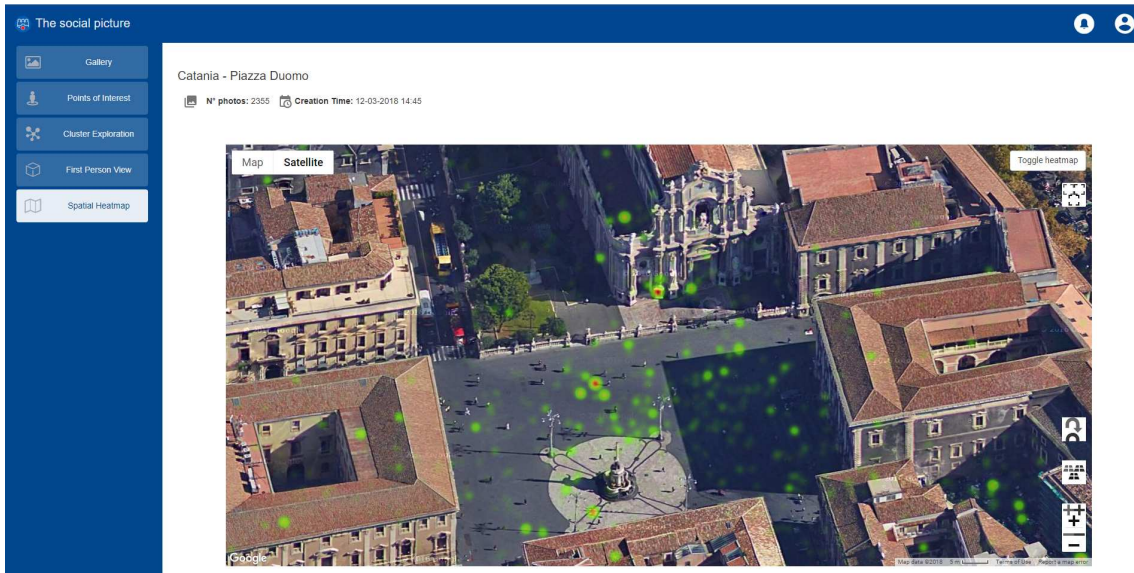 The social picture
Gallery
Points of Interest
Cluster Exploration
First Person View
Spatial Heatmap
Catania - Piazza Duomo
N° photos: 2355 Creation Time: 12-03-2018 14:45
Map Satellite
Toggle heatmap
Google
Map data ©2018 5 m Terms of Use Report a map error